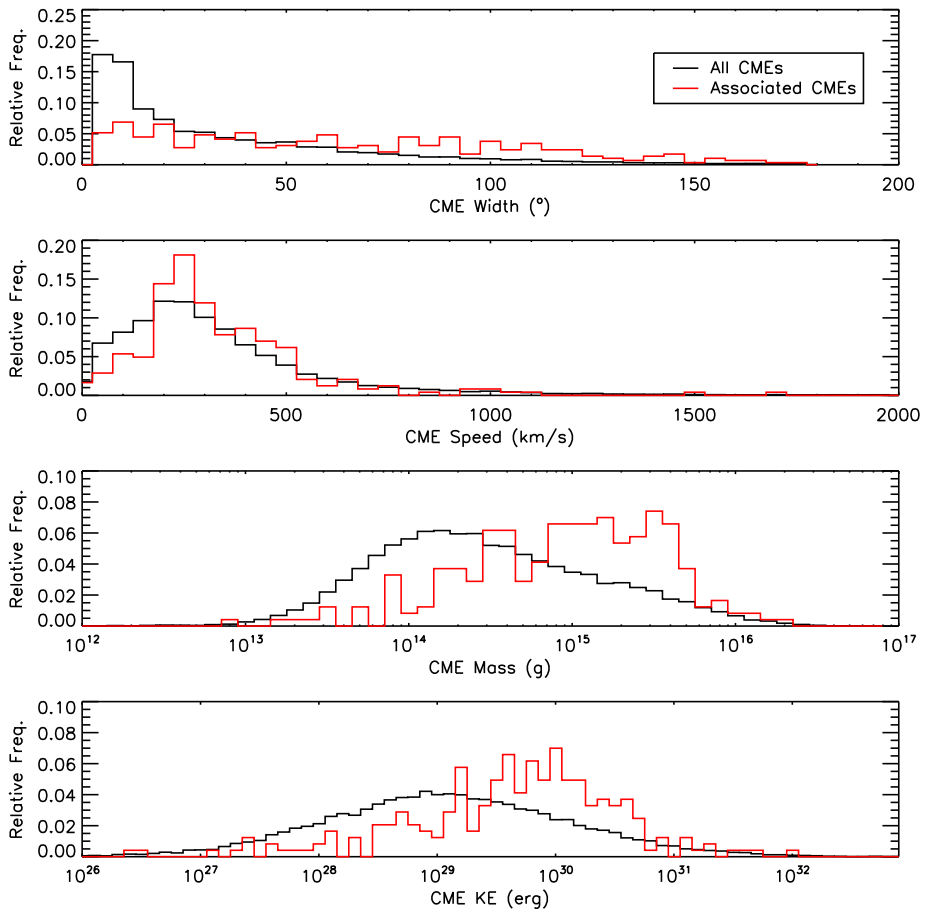 Relative Freq.
0.25
0.20
0.15
0.10
0.05
0.00
All CMEs
Associated CMEs
0 50 100 150 200
CME Width (°)
Relative Freq.
0.20
0.15
0.10
0.05
0.00
0 500 1000 1500 2000
CME Speed (km/s)
Relative Freq.
0.10
0.08
0.06
0.04
0.02
0.00
10¹² 10¹³ 10¹⁴ 10¹⁵ 10¹⁶ 10¹⁷
CME Mass (g)
Relative Freq.
0.10
0.08
0.06
0.04
0.02
0.00
10²⁶ 10²⁷ 10²⁸ 10²⁹ 10³⁰ 10³¹ 10³²
CME KE (erg)